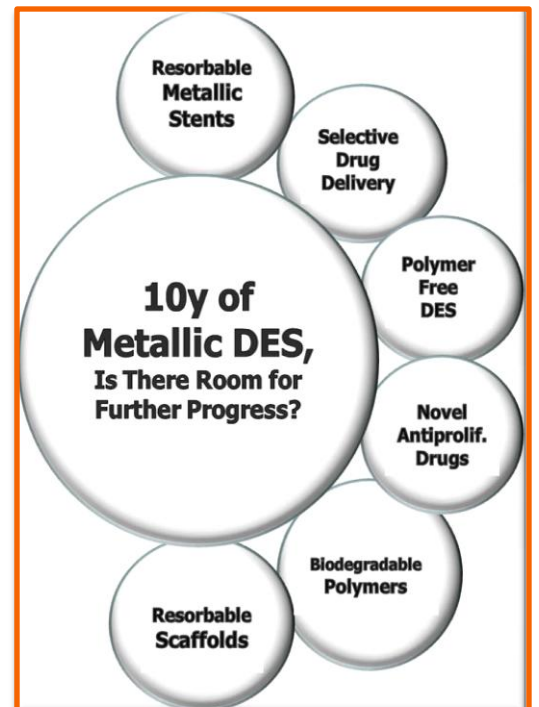 Resorbable
Metallic
Stents
Selective
Drug
Delivery
Polymer
Free
DES
10y of
Metallic DES,
Is There Room for
Further Progress?
Novel
Antiprolif.
Drugs
Biodegradable
Polymers
Resorbable
Scaffolds